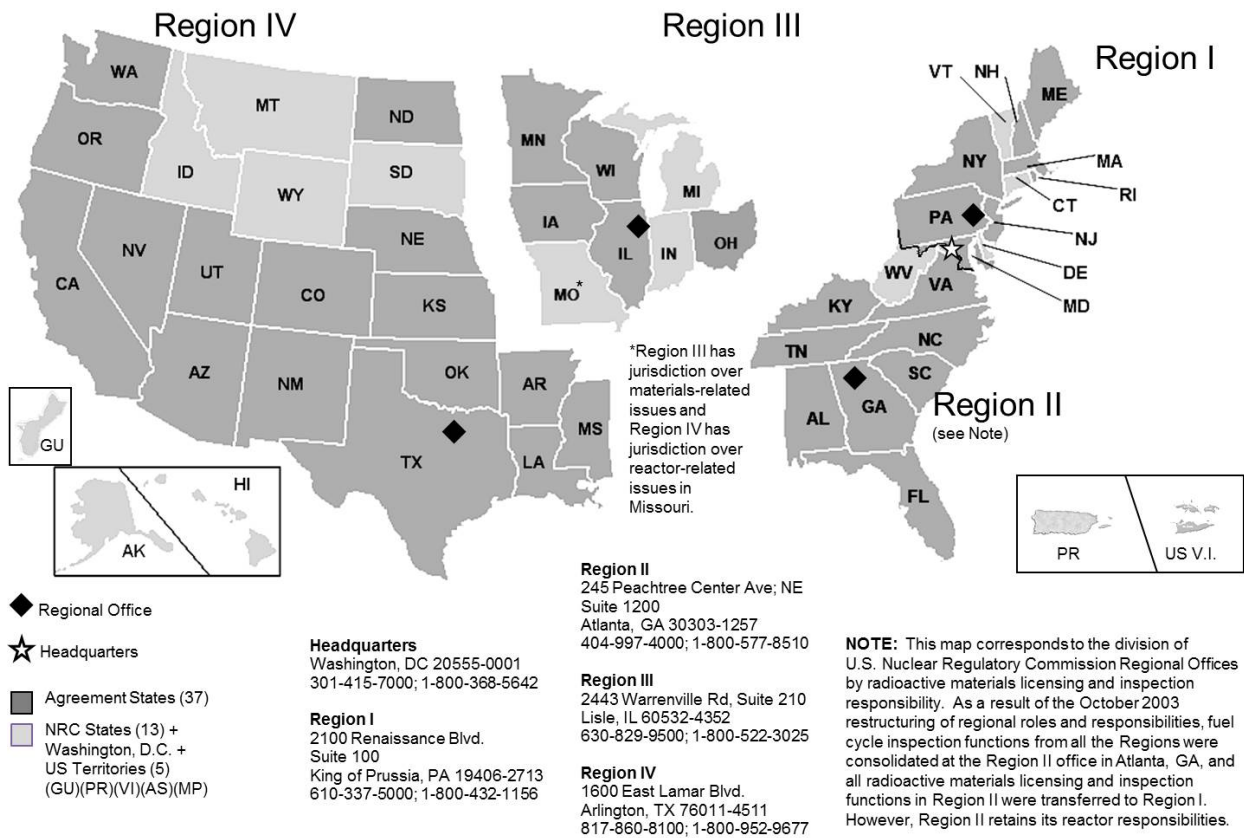 Region IV
Region III
Region I
WA
MT
ND
OR
ID
SD
WY
NE
NV
UT
CO
KS
CA
AZ
NM
OK
TX
AR
LA
MS
MN
WI
MI
IA
IL
IN
OH
MO*
VT
NH
ME
NY
MA
RI
CT
PA
NJ
DE
MD
WV
VA
KY
NC
TN
SC
AL
GA
FL
Region II
(see Note)
*Region III has
jurisdiction over
materials-related
issues and
Region IV has
jurisdiction over
reactor-related
issues in
Missouri.
GU
HI
AK
PR
US V.I.
Regional Office
Headquarters
Agreement States (37)
NRC States (13) +
Washington, D.C. +
US Territories (5)
(GU)(PR)(VI)(AS)(MP)
Headquarters
Washington, DC 20555-0001
301-415-7000; 1-800-368-5642
Region I
2100 Renaissance Blvd.
Suite 100
King of Prussia, PA 19406-2713
610-337-5000; 1-800-432-1156
Region II
245 Peachtree Center Ave; NE
Suite 1200
Atlanta, GA 30303-1257
404-997-4000; 1-800-577-8510
Region III
2443 Warrenville Rd, Suite 210
Lisle, IL 60532-4352
630-829-9500; 1-800-522-3025
Region IV
1600 East Lamar Blvd.
Arlington, TX 76011-4511
817-860-8100; 1-800-952-9677
NOTE: This map corresponds to the division of
U.S. Nuclear Regulatory Commission Regional Offices
by radioactive materials licensing and inspection
responsibility. As a result of the October 2003
restructuring of regional roles and responsibilities, fuel
cycle inspection functions from all the Regions were
consolidated at the Region II office in Atlanta, GA, and
all radioactive materials licensing and inspection
functions in Region II were transferred to Region I.
However, Region II retains its reactor responsibilities.